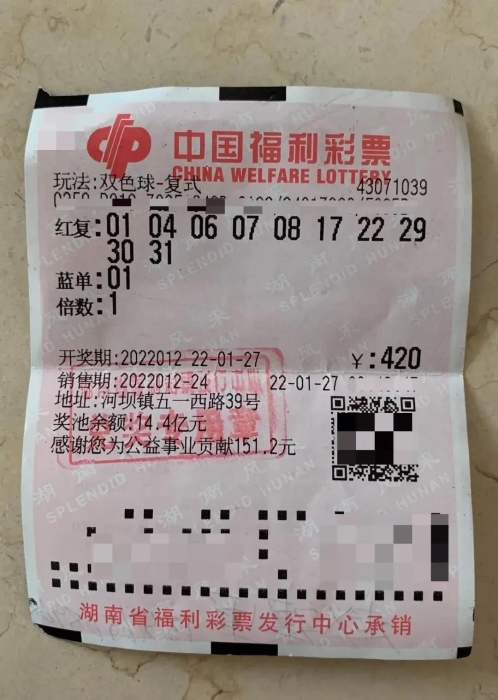 中国福利彩票
CHINA WELFARE LOTTERY
玩法:双色球-复式 43071039
红复:01 04 06 07 08 17 22 29
30 31
蓝单:01
倍数:1
开奖期:2022012 22-01-27 ¥:420
销售期:2022012-24 22-01-27
地址:河坝镇五一西路39号
奖池余额:14.4亿元
感谢您为公益事业贡献151.2元
湖南省福利彩票发行中心承销